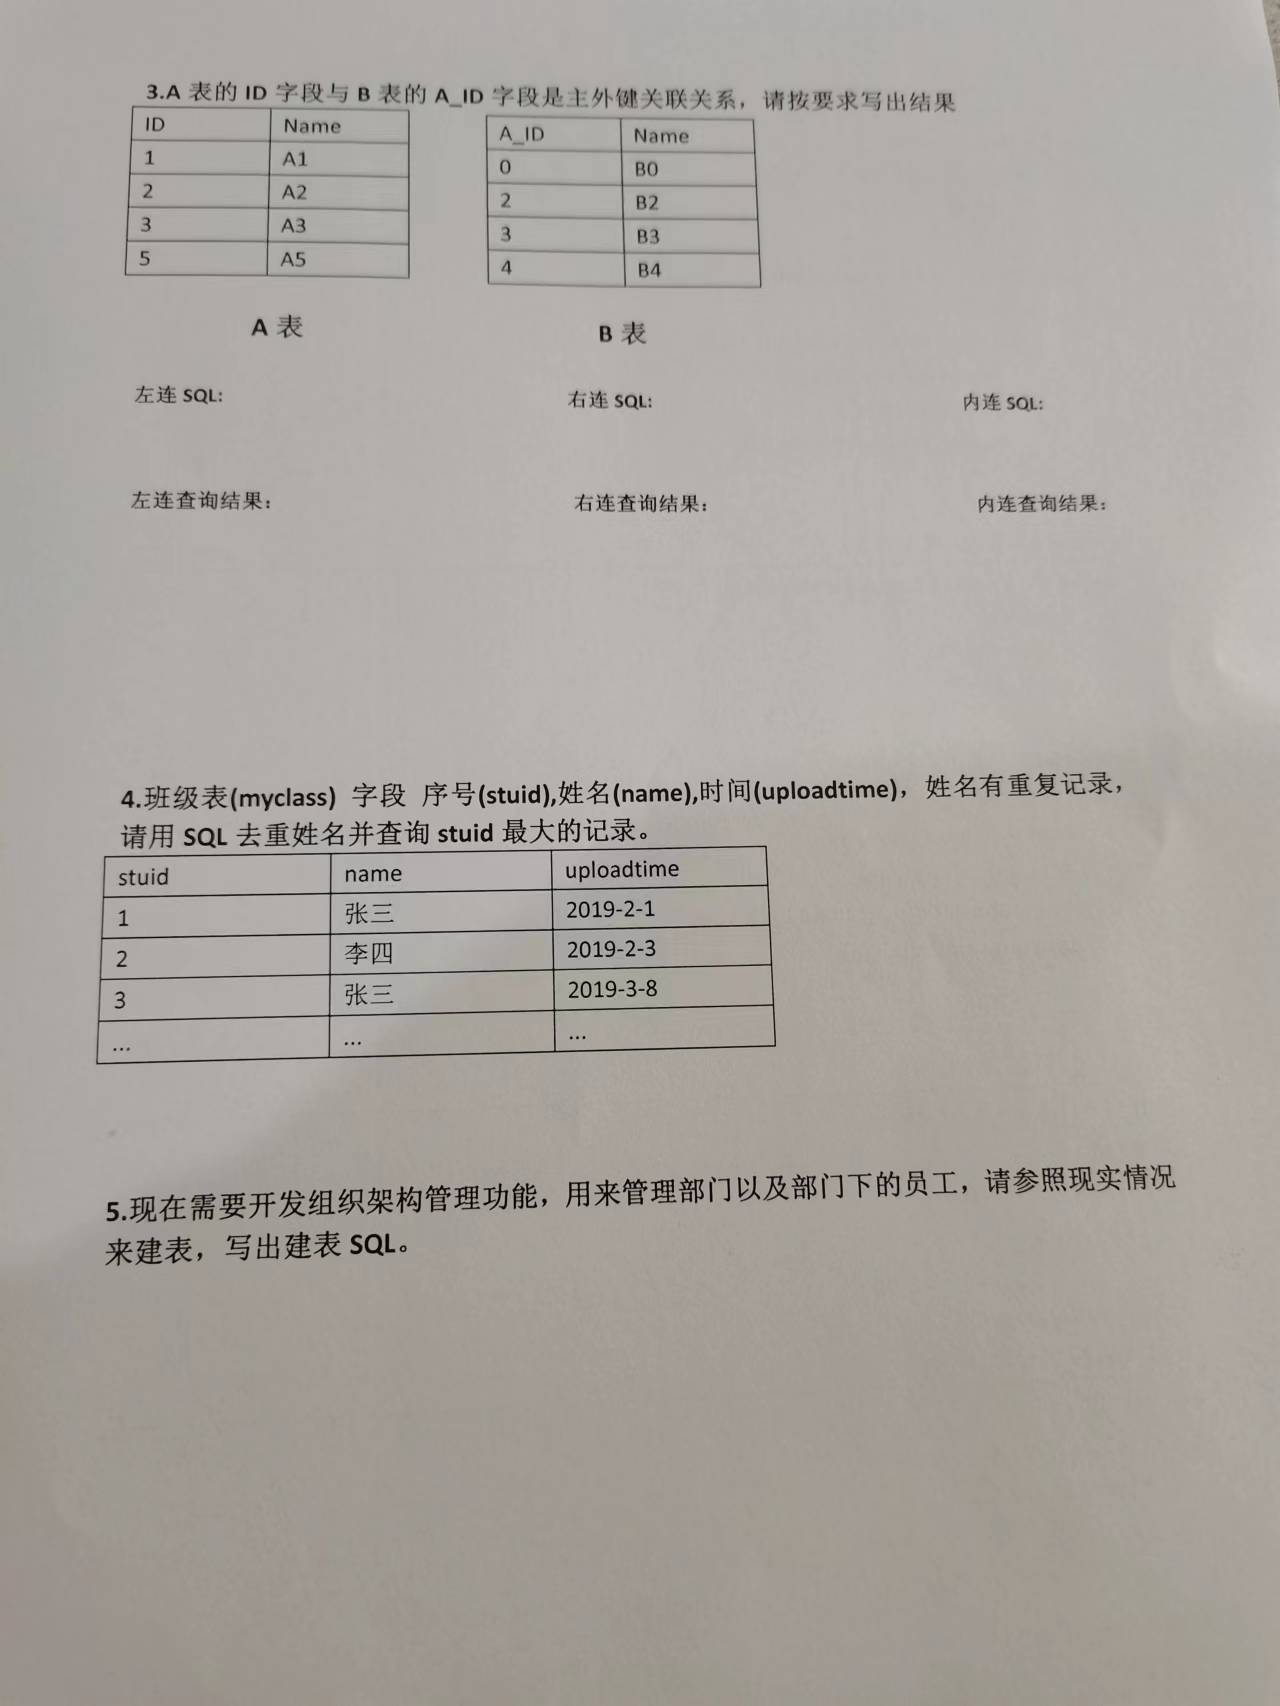 3.A 表的 ID 字段与 B 表的 A_ID 字段是主外键关联关系，请按要求写出结果
ID Name
1 A1
2 A2
3 A3
5 A5
A_ID Name
0 B0
2 B2
3 B3
4 B4
A 表
B 表
左连 SQL:
右连 SQL:
内连 SQL:
左连查询结果：
右连查询结果：
内连查询结果：
4.班级表(myclass) 字段 序号(stuid),姓名(name),时间(uploadtime)，姓名有重复记录，
请用 SQL 去重姓名并查询 stuid 最大的记录。
stuid name uploadtime
1 张三 2019-2-1
2 李四 2019-2-3
3 张三 2019-3-8
... ... ...
5.现在需要开发组织架构管理功能，用来管理部门以及部门下的员工，请参照现实情况
来建表，写出建表 SQL。